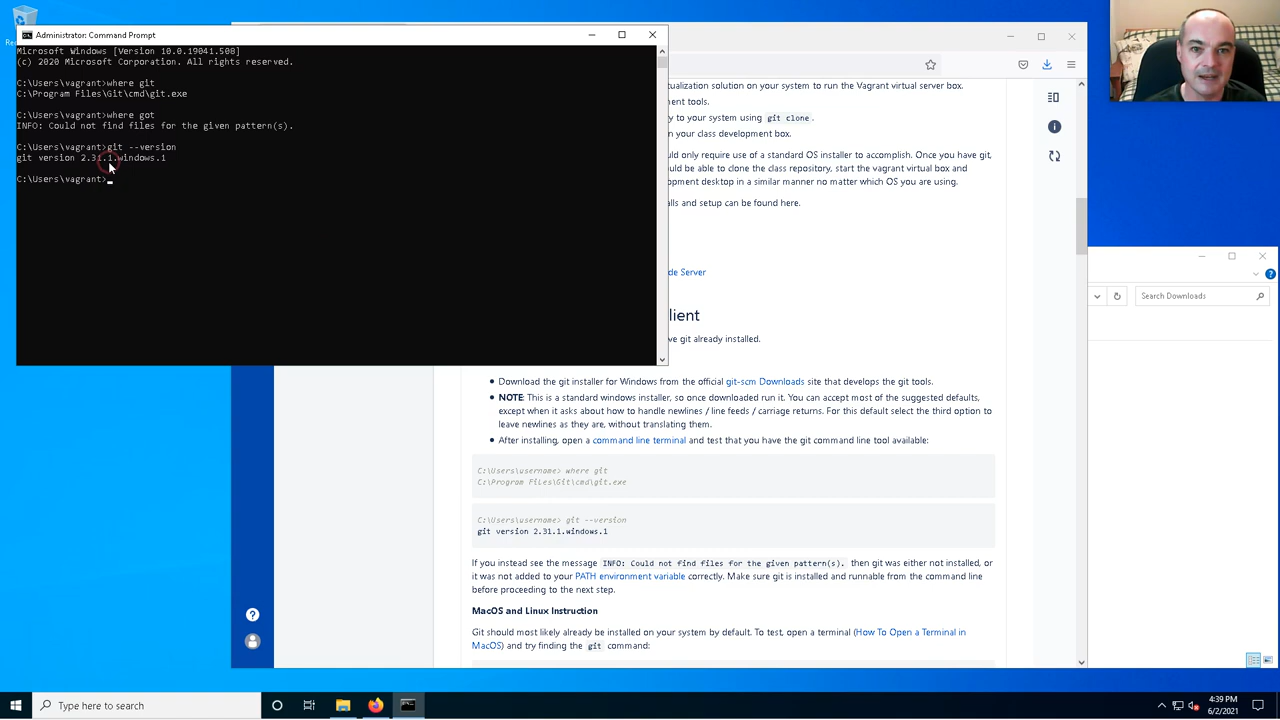 Administrator: Command Prompt
Microsoft Windows [Version 10.0.19041.508]
(c) 2020 Microsoft Corporation. All rights reserved.
C:\Users\vagrant>where git
C:\Program Files\Git\cmd\git.exe
C:\Users\vagrant>where got
INFO: Could not find files for the given pattern(s).
C:\Users\vagrant>git --version
git version 2.31.1.windows.1
C:\Users\vagrant>
ualization solution on your system to run the Vagrant virtual server box.
ent tools.
y to your system using git clone.
n your class development box.
uld only require use of a standard OS installer to accomplish. Once you have git,
be able to clone the class repository, start the vagrant virtual box and
opment desktop in a similar manner no matter which OS you are using.
alls and setup can be found here.
de Server
lient
ve git already installed.
Search Downloads
Download the git installer for Windows from the official git-scm Downloads site that develops the git tools.
NOTE: This is a standard windows installer, so once downloaded run it. You can accept most of the suggested defaults,
except when it asks about how to handle newlines / line feeds / carriage returns. For this default select the third option to
leave newlines as they are, without translating them.
After installing, open a command line terminal and test that you have the git command line tool available:
C:\Users\username> where git
C:\Program Files\Git\cmd\git.exe
C:\Users\username> git --version
git version 2.31.1.windows.1
If you instead see the message INFO: Could not find files for the given pattern(s). then git was either not installed, or
it was not added to your PATH environment variable correctly. Make sure git is installed and runnable from the command line
before proceeding to the next step.
MacOS and Linux Instruction
Git should most likely already be installed on your system by default. To test, open a terminal (How To Open a Terminal in
MacOS) and try finding the git command:
Type here to search
4:39 PM
6/2/2021